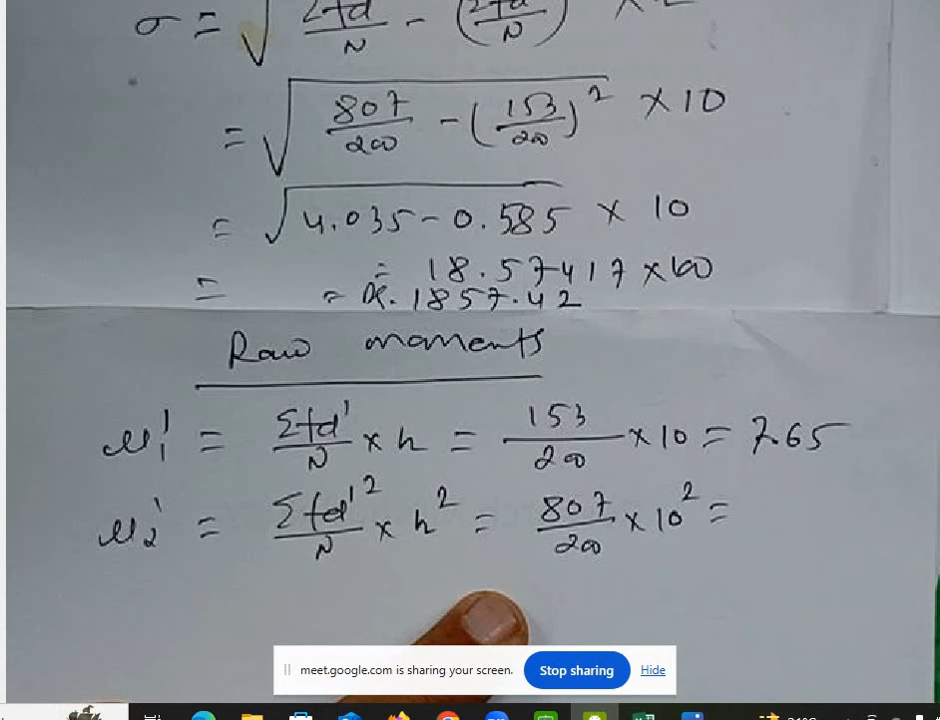 σ = √ Σfd/N - (Σfd/N) ×
= √ 807/200 - (153/200)² × 10
= √ 4.035 - 0.585 × 10
= = 18.57417 × 100
= 1857.42
Raw moments
μ₁' = Σfd'/N × h = 153/200 × 10 = 7.65
μ₂' = Σfd'²/N × h² = 807/200 × 10² =
meet.google.com is sharing your screen. Stop sharing Hide